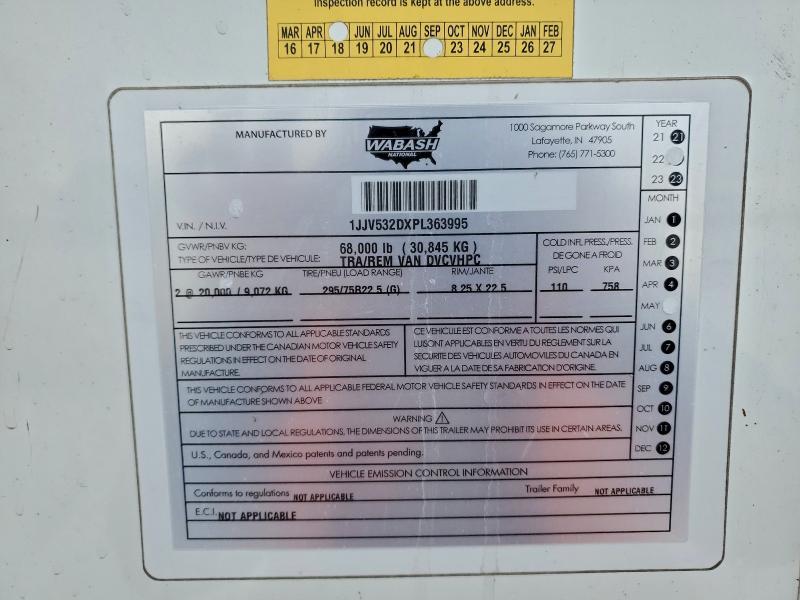 Inspection record is kept at the above address.
MAR APR JUN JUL AUG SEP OCT NOV DEC JAN FEB
16 17 18 19 20 21 23 24 25 26 27
MANUFACTURED BY
WABASH
NATIONAL
1000 Sagamore Parkway South
Lafayette, IN 47905
Phone: (765) 771-5300
YEAR
21 21
22
23 23
MONTH
JAN 1
FEB 2
MAR 3
APR 4
MAY
JUN 6
JUL 7
AUG 8
SEP 9
OCT 10
NOV 11
DEC 12
V.I.N. / N.I.V. 1JJV532DXPL363995
GVWR/PNBV KG: 68,000 lb ( 30,845 KG )
TYPE OF VEHICLE/TYPE DE VEHICULE: TRA/REM VAN DVCVHPC
COLD INFL. PRESS./PRESS.
DE GONE A FROID
GAWR/PNBE KG TIRE/PNEU (LOAD RANGE) RIM/JANTE PSI/LPC KPA
2 @ 20,000 / 9,072 KG 295/75R22.5 (G) 8.25 X 22.5 110 758
THIS VEHICLE CONFORMS TO ALL APPLICABLE STANDARDS
PRESCRIBED UNDER THE CANADIAN MOTOR VEHICLE SAFETY
REGULATIONS IN EFFECT ON THE DATE OF ORIGINAL
MANUFACTURE.
CE VEHICULE EST CONFORME A TOUTES LES NORMES QUI
LUISONT APPLICABLES EN VERTU DU REGLEMENT SUR LA
SECURITE DES VEHICULES AUTOMOVILES DU CANADA EN
VIGUER A LA DATE DE SA FABRICATION D'ORIGINE.
THIS VEHICLE CONFORMS TO ALL APPLICABLE FEDERAL MOTOR VEHICLE SAFETY STANDARDS IN EFFECT ON THE DATE
OF MANUFACTURE SHOWN ABOVE
WARNING
DUE TO STATE AND LOCAL REGULATIONS, THE DIMENSIONS OF THIS TRAILER MAY PROHIBIT ITS USE IN CERTAIN AREAS.
U.S., Canada, and Mexico patents and patents pending.
VEHICLE EMISSION CONTROL INFORMATION
Conforms to regulations NOT APPLICABLE Trailer Family NOT APPLICABLE
E.C.I. NOT APPLICABLE